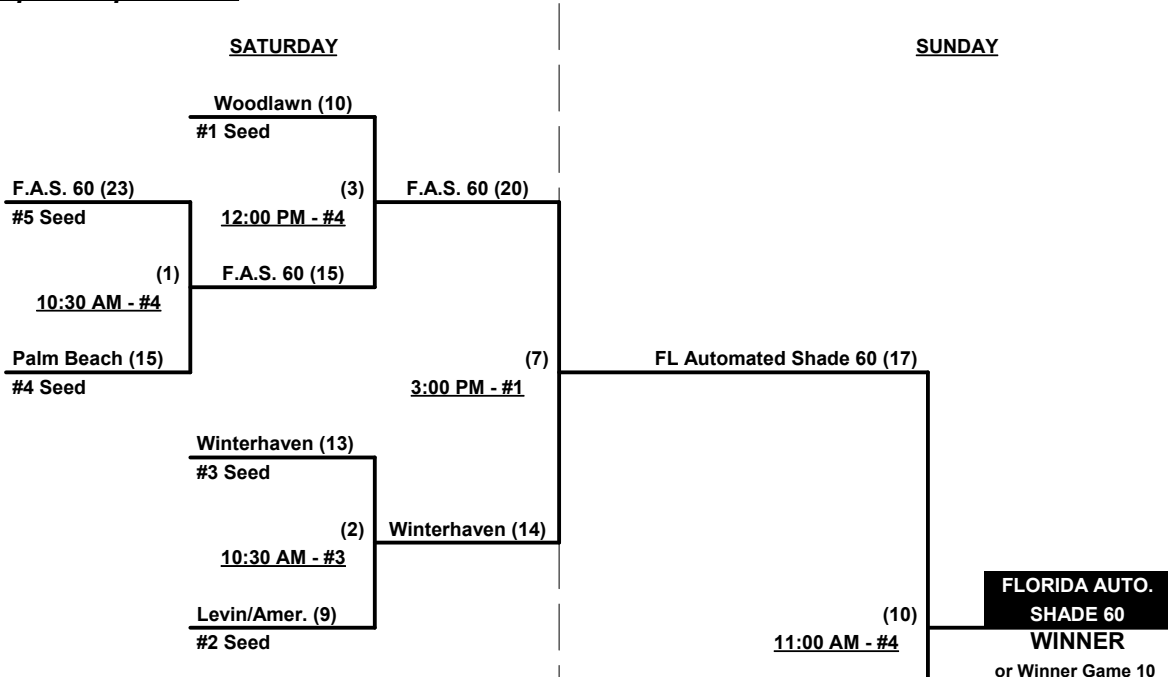 SATURDAY
SUNDAY
Woodlawn (10)
#1 Seed
F.A.S. 60 (23)
(3)
F.A.S. 60 (20)
#5 Seed
12:00 PM - #4
(1)
F.A.S. 60 (15)
10:30 AM - #4
Palm Beach (15)
(7)
FL Automated Shade 60 (17)
#4 Seed
3:00 PM - #1
Winterhaven (13)
#3 Seed
(2)
Winterhaven (14)
10:30 AM - #3
FLORIDA AUTO.
Levin/Amer. (9)
(10)
SHADE 60
#2 Seed
11:00 AM - #4
WINNER
or Winner Game 10